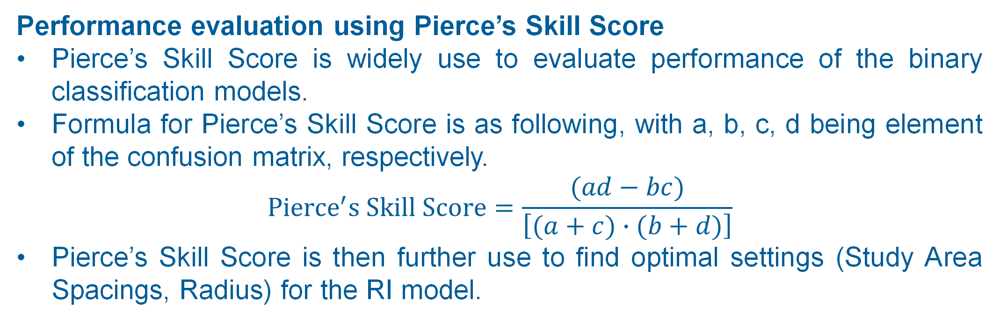 Performance evaluation using Pierce’s Skill Score
• Pierce’s Skill Score is widely use to evaluate performance of the binary
classification models.
• Formula for Pierce’s Skill Score is as following, with a, b, c, d being element
of the confusion matrix, respectively.
Pierce′s Skill Score = (ad − bc) / [(a + c) · (b + d)]
• Pierce’s Skill Score is then further use to find optimal settings (Study Area
Spacings, Radius) for the RI model.